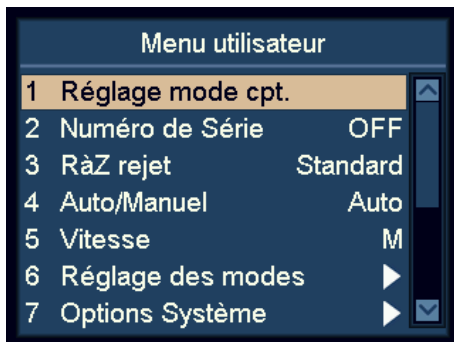 Menu utilisateur
1 Réglage mode cpt.
2 Numéro de Série OFF
3 RàZ rejet Standard
4 Auto/Manuel Auto
5 Vitesse M
6 Réglage des modes
7 Options Système